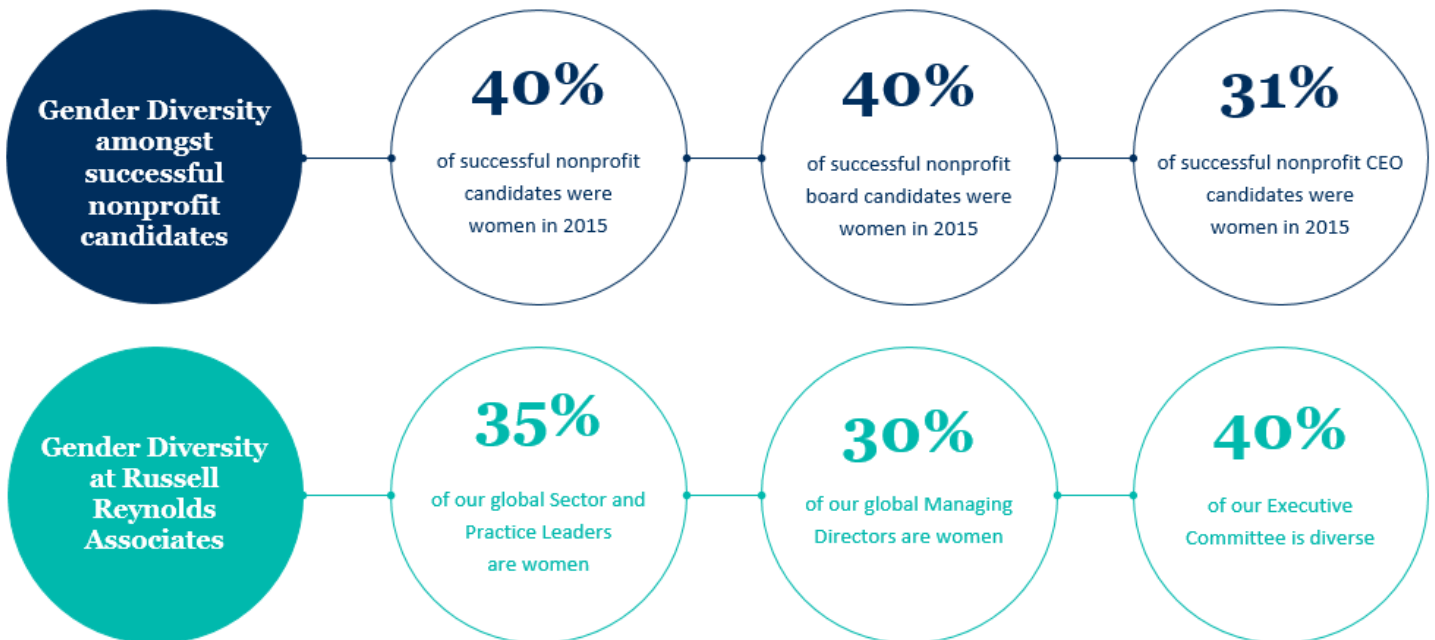 Gender Diversity
amongst
successful
nonprofit
candidates
40%
of successful nonprofit
candidates were
women in 2015
40%
of successful nonprofit
board candidates were
women in 2015
31%
of successful nonprofit CEO
candidates were
women in 2015
Gender Diversity
at Russell
Reynolds
Associates
35%
of our global Sector and
Practice Leaders
are women
30%
of our global Managing
Directors are women
40%
of our Executive
Committee is diverse